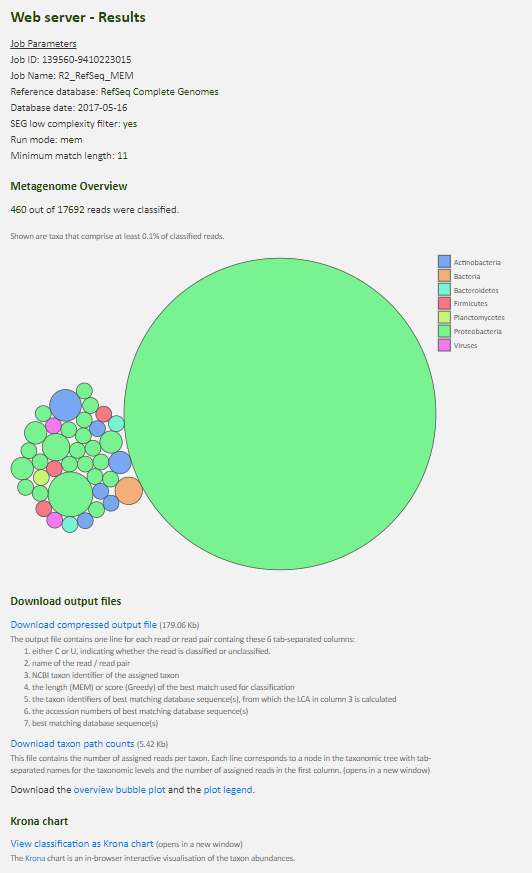 Web server - Results
Job Parameters
Job ID: 139560-9410223015
Job Name: R2_RefSeq_MEM
Reference database: RefSeq Complete Genomes
Database date: 2017-05-16
SEG low complexity filter: yes
Run mode: mem
Minimum match length: 11
Metagenome Overview
460 out of 17692 reads were classified.
Shown are taxa that comprise at least 0.1% of classified reads.
Actinobacteria
Bacteria
Bacteroidetes
Firmicutes
Planctomycetes
Proteobacteria
Viruses
Download output files
Download compressed output file (179.06 Kb)
The output file contains one line for each read or read pair containg these 6 tab-separated columns:
1. either C or U, indicating whether the read is classified or unclassified.
2. name of the read / read pair
3. NCBI taxon identifier of the assigned taxon
4. the length (MEM) or score (Greedy) of the best match used for classification
5. the taxon identifiers of best matching database sequence(s), from which the LCA in column 3 is calculated
6. the accession numbers of best matching database sequence(s)
7. best matching database sequence(s)
Download taxon path counts (5.42 Kb)
This file contains the number of assigned reads per taxon. Each line corresponds to a node in the taxonomic tree with tab-
separated names for the taxonomic levels and the number of assigned reads in the first column. (opens in a new window)
Download the overview bubble plot and the plot legend.
Krona chart
View classification as Krona chart (opens in a new window)
The Krona chart is an in-browser interactive visualisation of the taxon abundances.